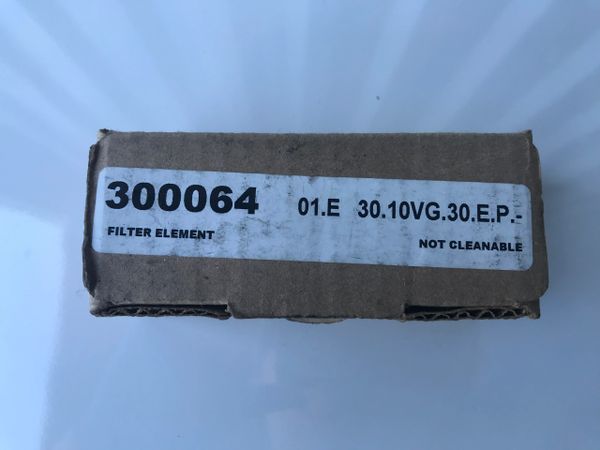 300064 01.E 30.10VG.30.E.P.-
FILTER ELEMENT NOT CLEANABLE